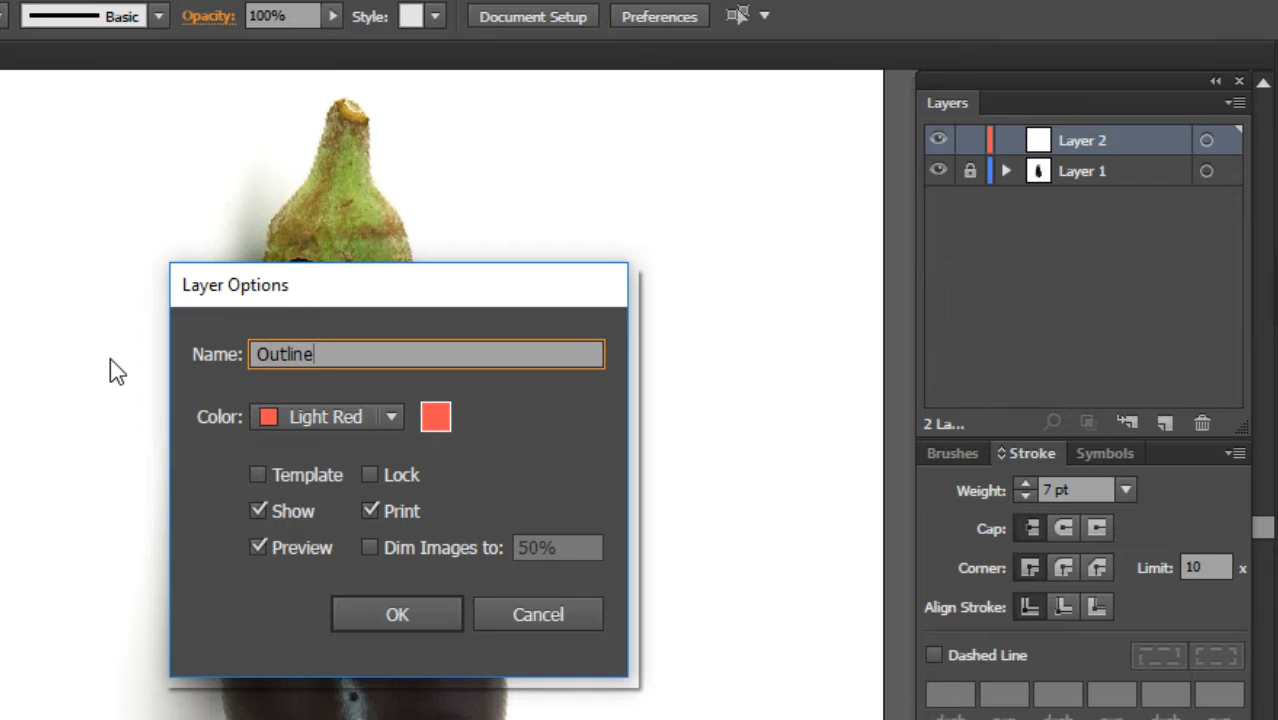 Basic Opacity: 100% Style: Document Setup Preferences
Layers
Layer 2
Layer 1
Layer Options
Name: Outline
Color: Light Red
Template Lock
Show Print
Preview Dim Images to: 50%
OK Cancel
2 La...
Brushes Stroke Symbols
Weight: 7 pt
Cap:
Corner: Limit: 10 x
Align Stroke:
Dashed Line